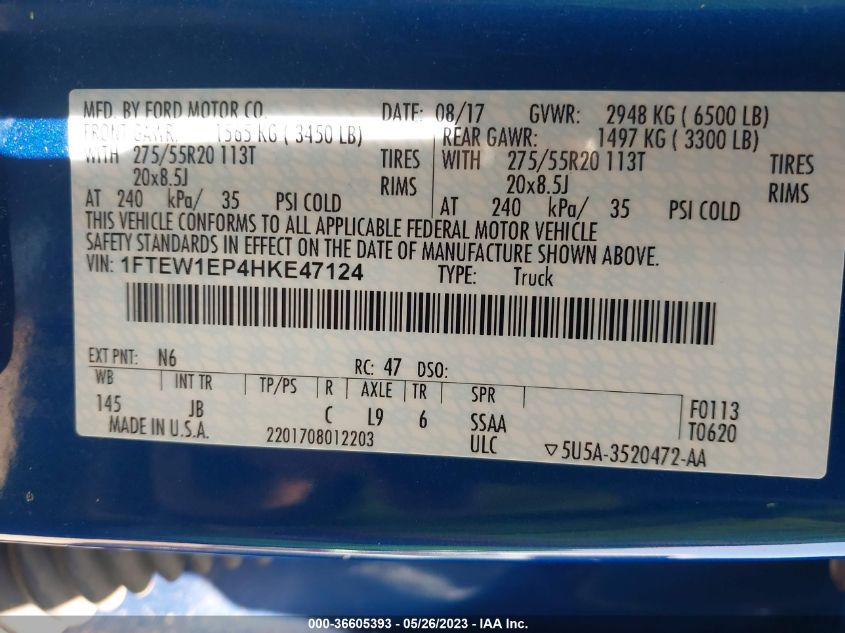 MFD. BY FORD MOTOR CO. DATE: 08/17 GVWR: 2948 KG ( 6500 LB)
FRONT GAWR: 1565 KG ( 3450 LB) REAR GAWR: 1497 KG ( 3300 LB)
WITH 275/55R20 113T TIRES WITH 275/55R20 113T TIRES
20x8.5J RIMS 20x8.5J RIMS
AT 240 kPa/ 35 PSI COLD AT 240 kPa/ 35 PSI COLD
THIS VEHICLE CONFORMS TO ALL APPLICABLE FEDERAL MOTOR VEHICLE
SAFETY STANDARDS IN EFFECT ON THE DATE OF MANUFACTURE SHOWN ABOVE.
VIN: 1FTEW1EP4HKE47124 TYPE: Truck
EXT PNT: N6 RC: 47 DSO:
WB INT TR TP/PS R AXLE TR SPR
145 JB C L9 6 SSAA F0113
MADE IN U.S.A. 2201708012203 ULC T0620
▽5U5A-3520472-AA
000-36605393 - 05/26/2023 - IAA Inc.